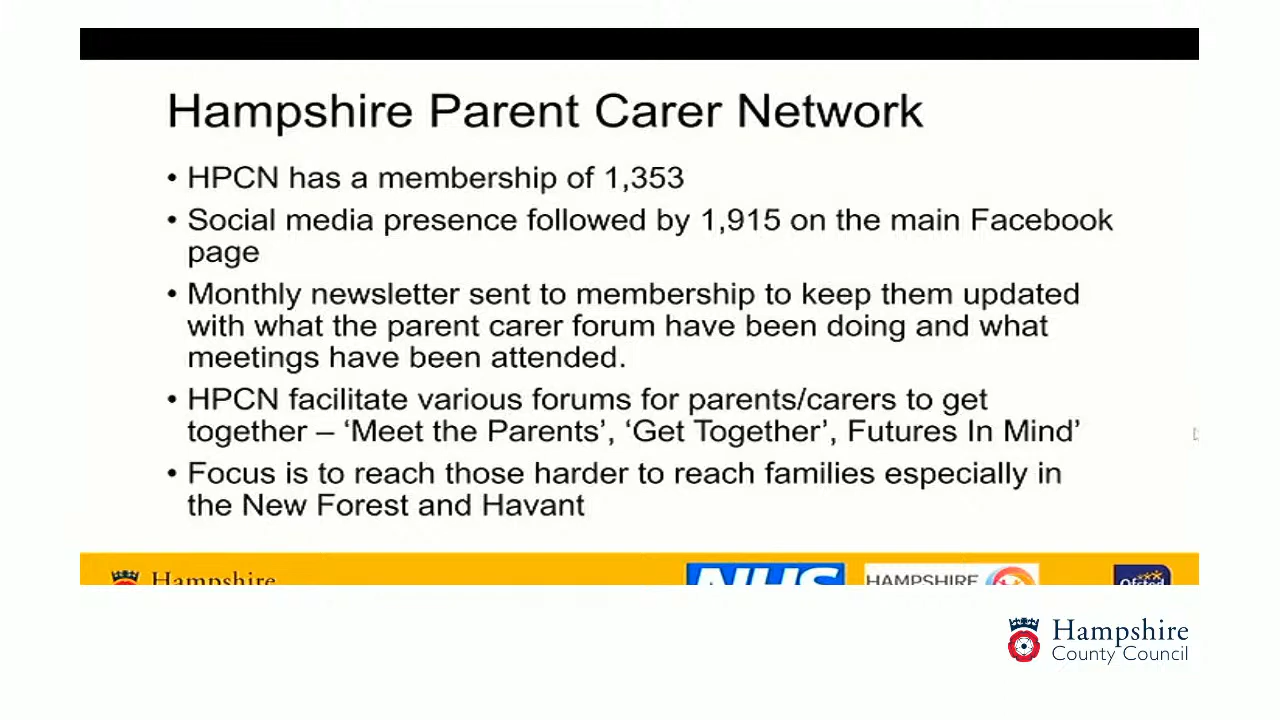 Hampshire Parent Carer Network
• HPCN has a membership of 1,353
• Social media presence followed by 1,915 on the main Facebook
page
• Monthly newsletter sent to membership to keep them updated
with what the parent carer forum have been doing and what
meetings have been attended.
• HPCN facilitate various forums for parents/carers to get
together – ‘Meet the Parents’, ‘Get Together’, Futures In Mind’
• Focus is to reach those harder to reach families especially in
the New Forest and Havant
Hampshire
NHS
HAMPSHIRE
Ofsted
Hampshire
County Council